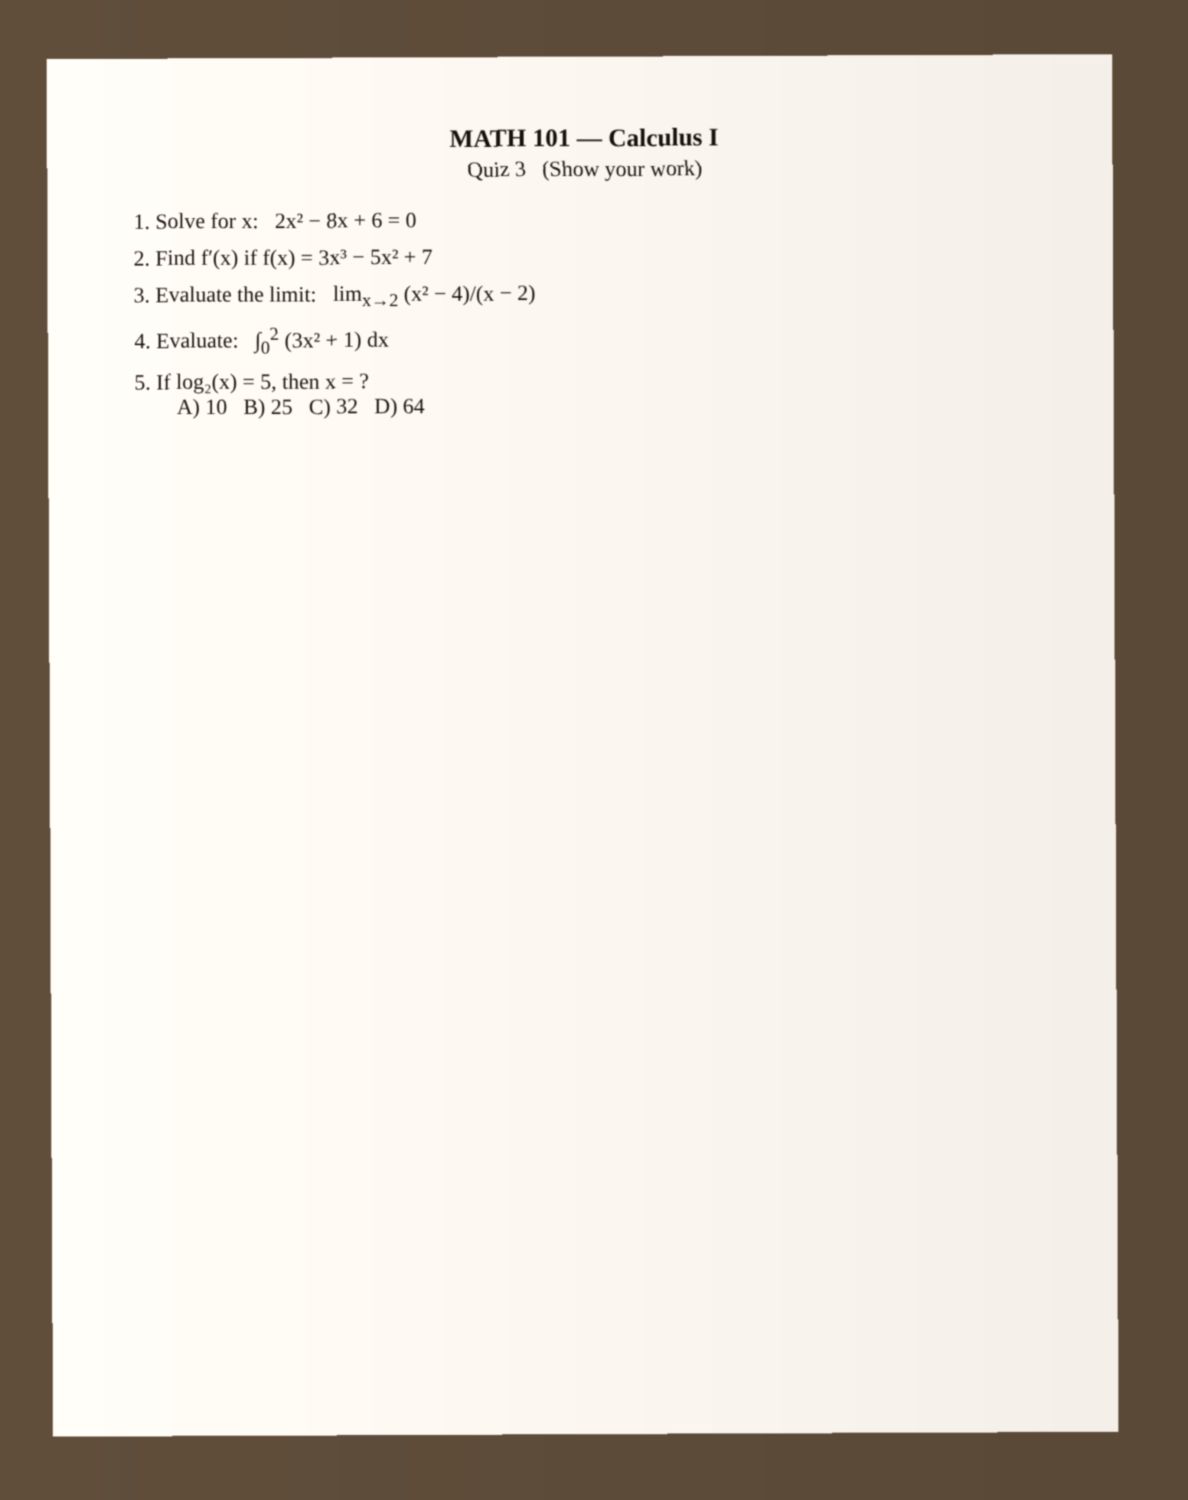 MATH 101 — Calculus I
Quiz 3 (Show your work)
1. Solve for x: 2x² − 8x + 6 = 0
2. Find f′(x) if f(x) = 3x³ − 5x² + 7
3. Evaluate the limit: limₓ→₂ (x² − 4)/(x − 2)
4. Evaluate: ∫₀² (3x² + 1) dx
5. If log₂(x) = 5, then x = ?
A) 10 B) 25 C) 32 D) 64